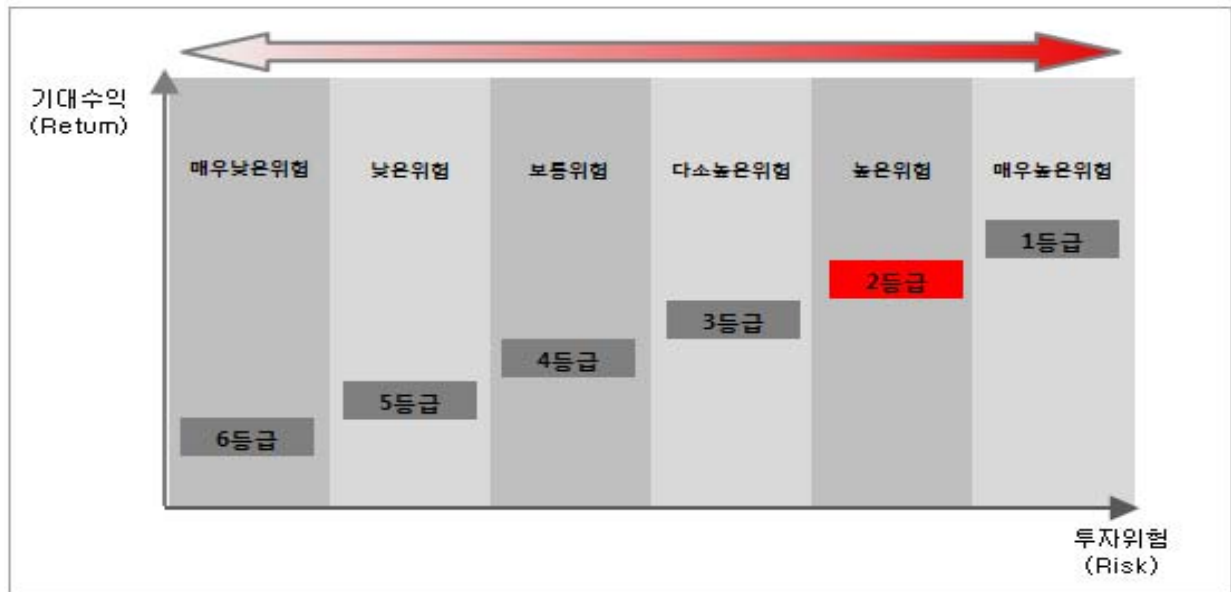 기대수익
(Return)
매우낮은위험 낮은위험 보통위험 다소높은위험 높은위험 매우높은위험
1등급
2등급
3등급
4등급
5등급
6등급
투자위험
(Risk)